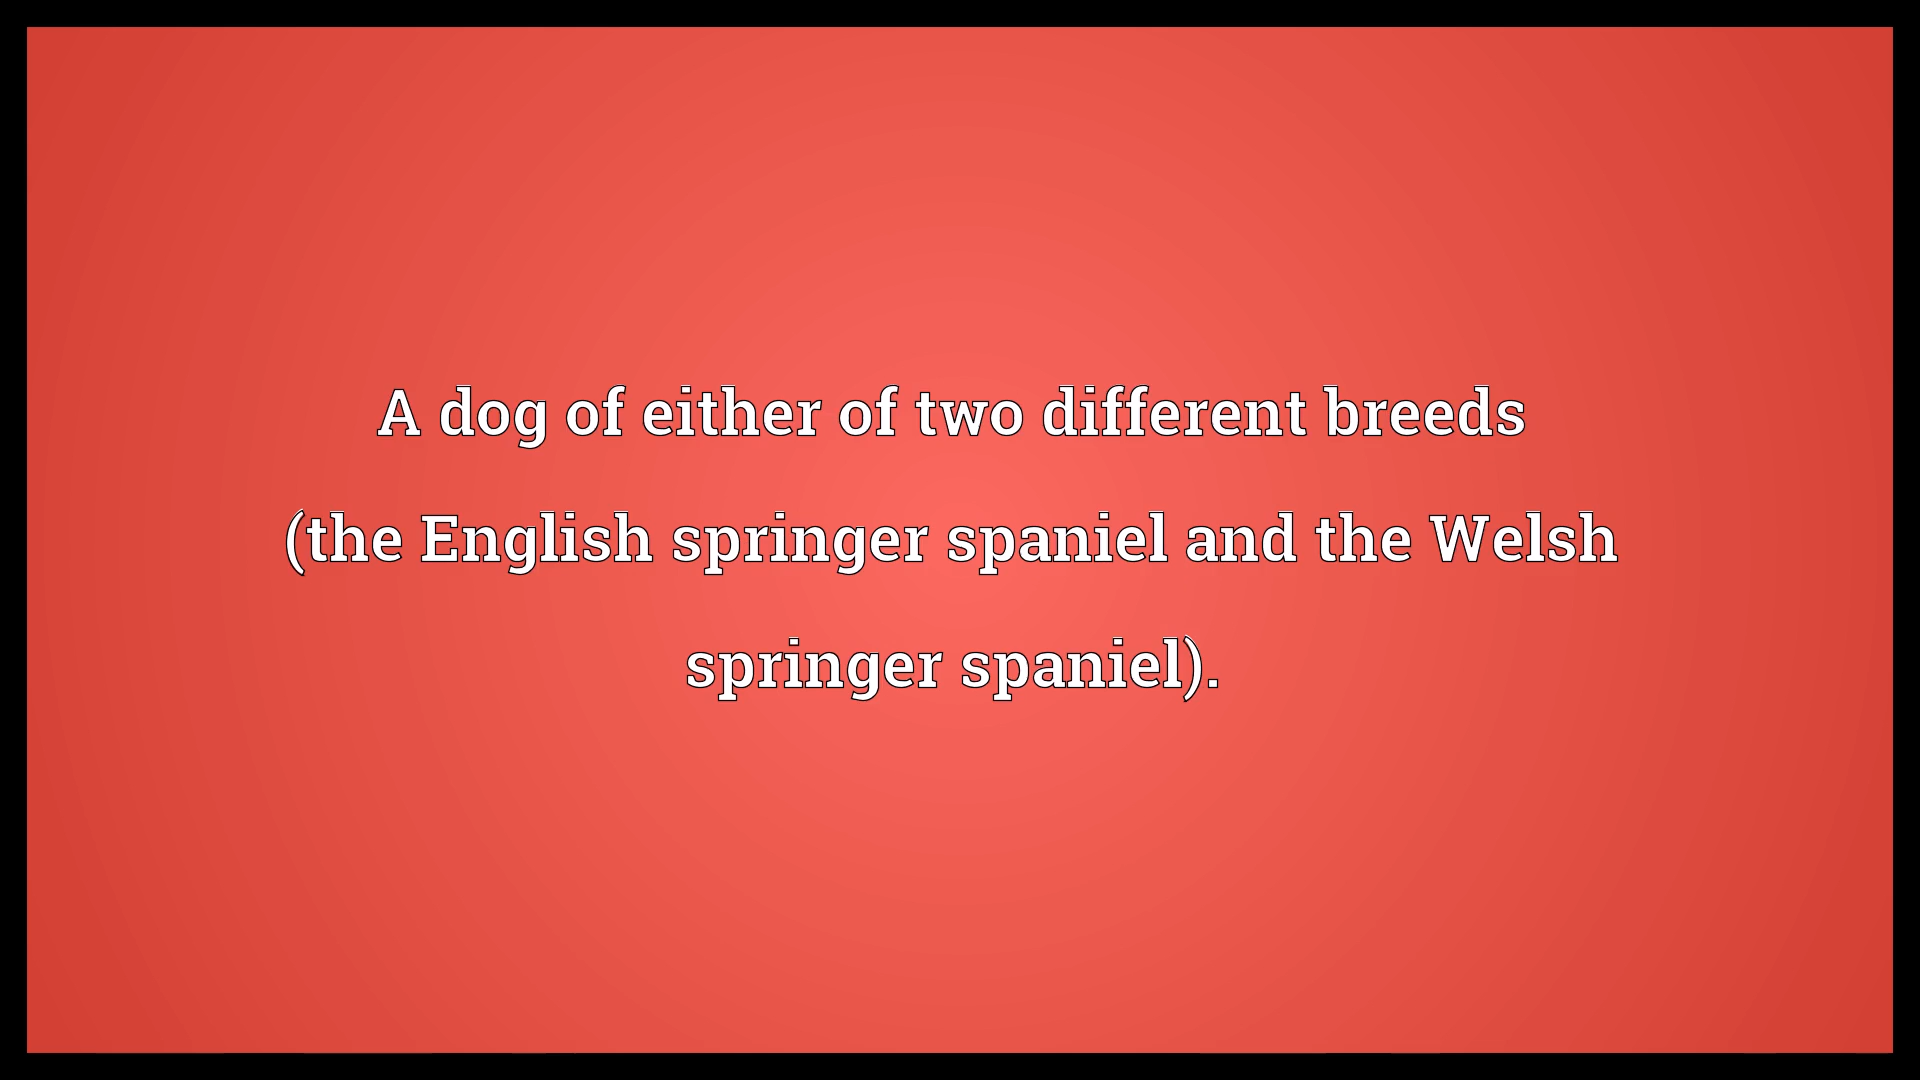 A dog of either of two different breeds
(the English springer spaniel and the Welsh
springer spaniel).